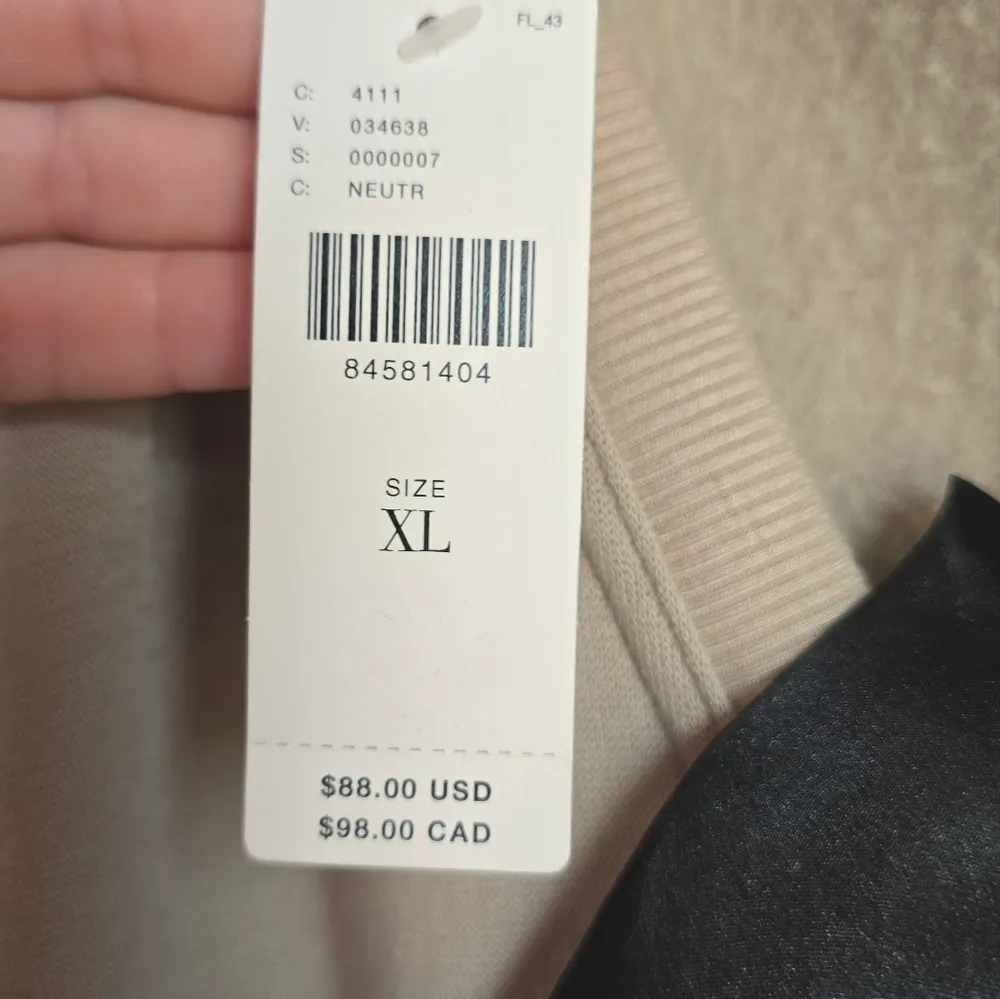 FL_43
C: 4111
V: 034638
S: 0000007
C: NEUTR
84581404
SIZE
XL
$88.00 USD
$98.00 CAD